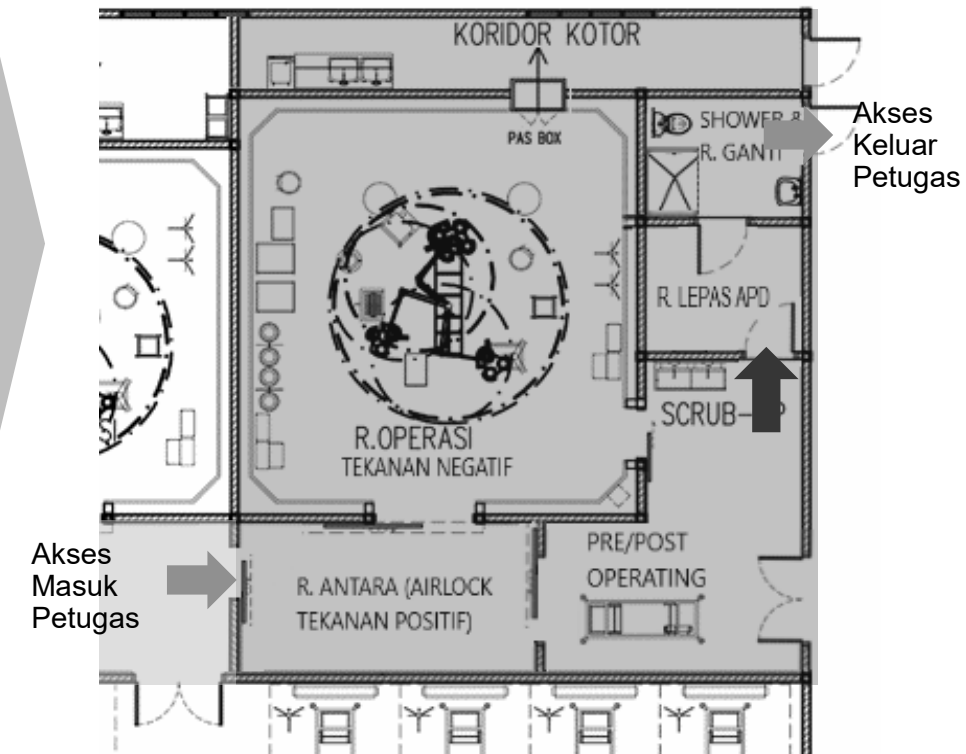 KORIDOR KOTOR
PAS BOX
SHOWER &
R. GANTI
Akses
Keluar
Petugas
R. LEPAS APD
SCRUB-
R.OPERASI
TEKANAN NEGATIF
Akses
Masuk
Petugas
R. ANTARA (AIRLOCK
TEKANAN POSITIF)
PRE/POST
OPERATING